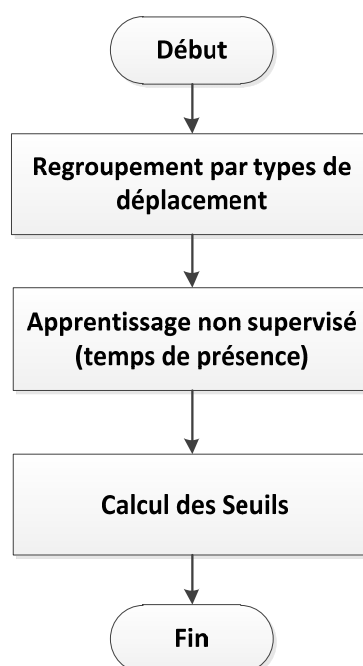 Début
Regroupement par types de
déplacement
Apprentissage non supervisé
(temps de présence)
Calcul des Seuils
Fin